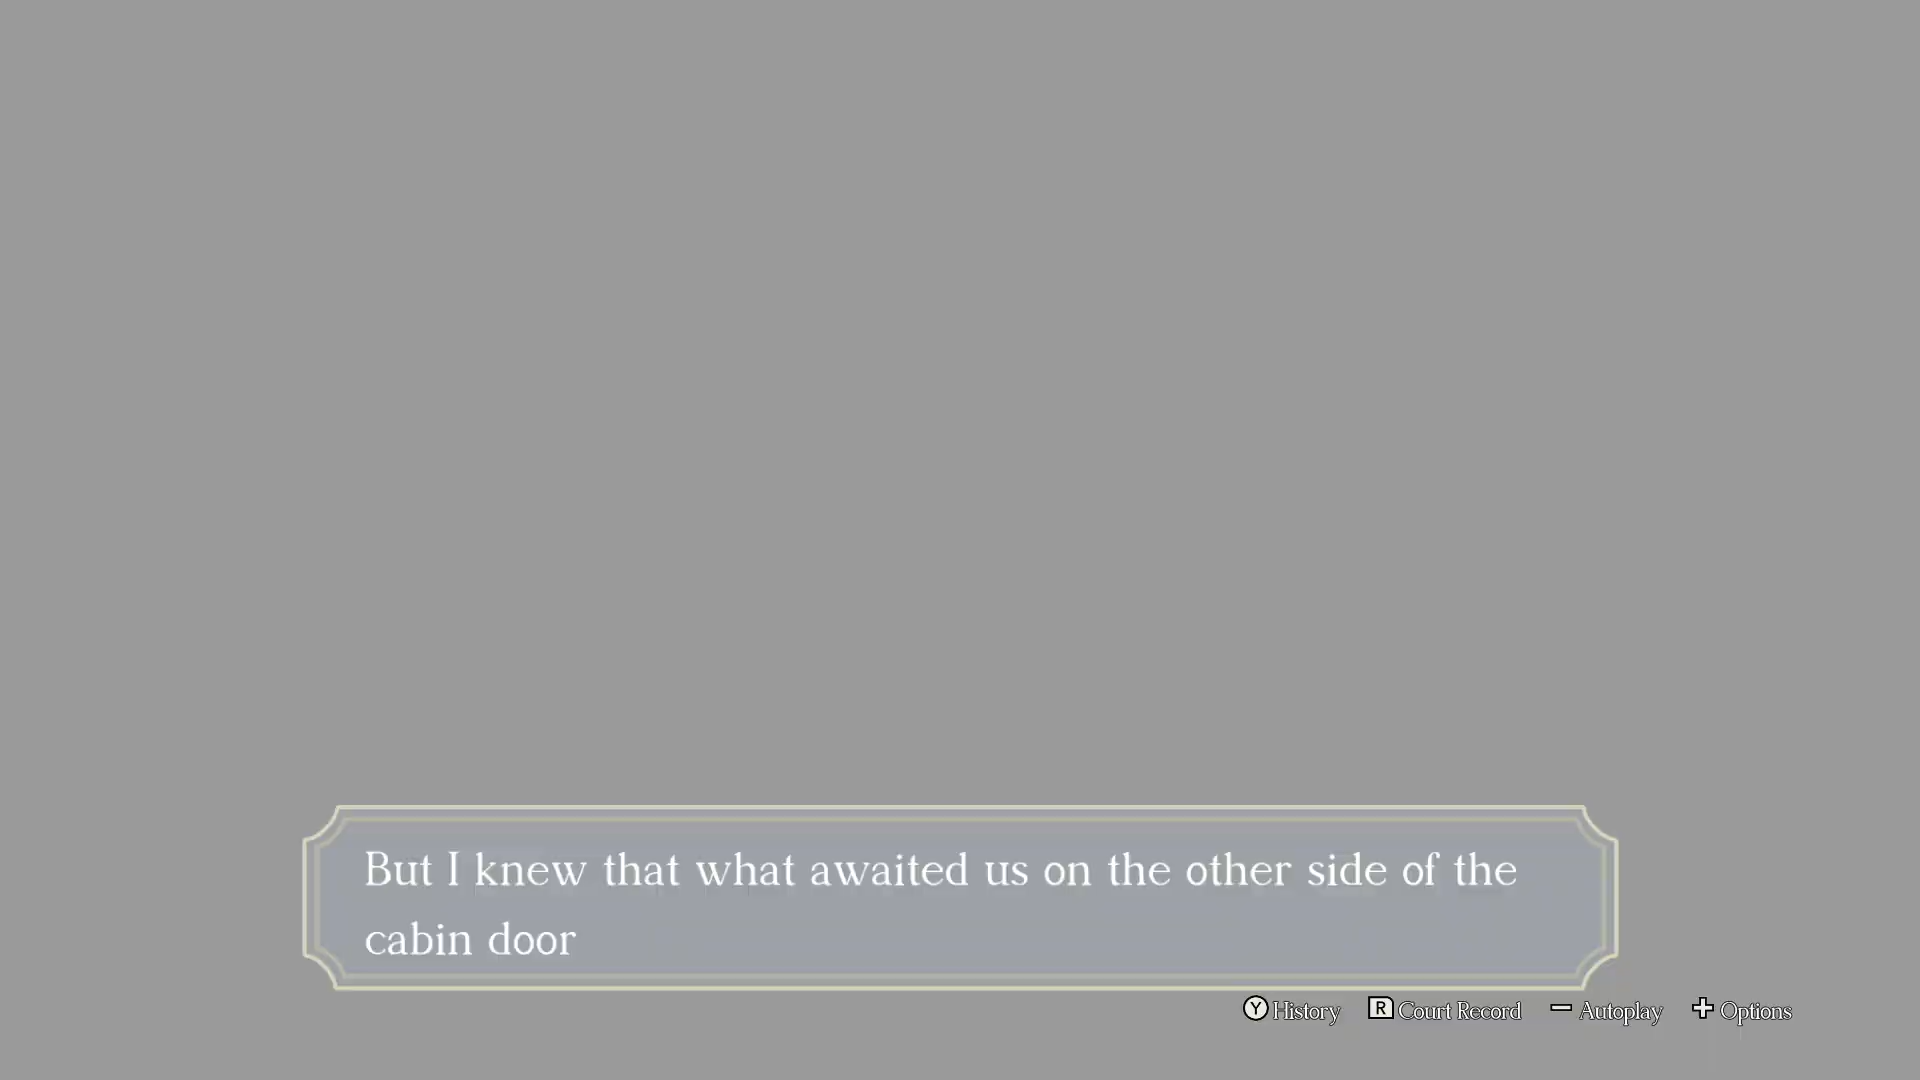 But I knew that what awaited us on the other side of the
cabin door
Y History R Court Record − Autoplay + Options